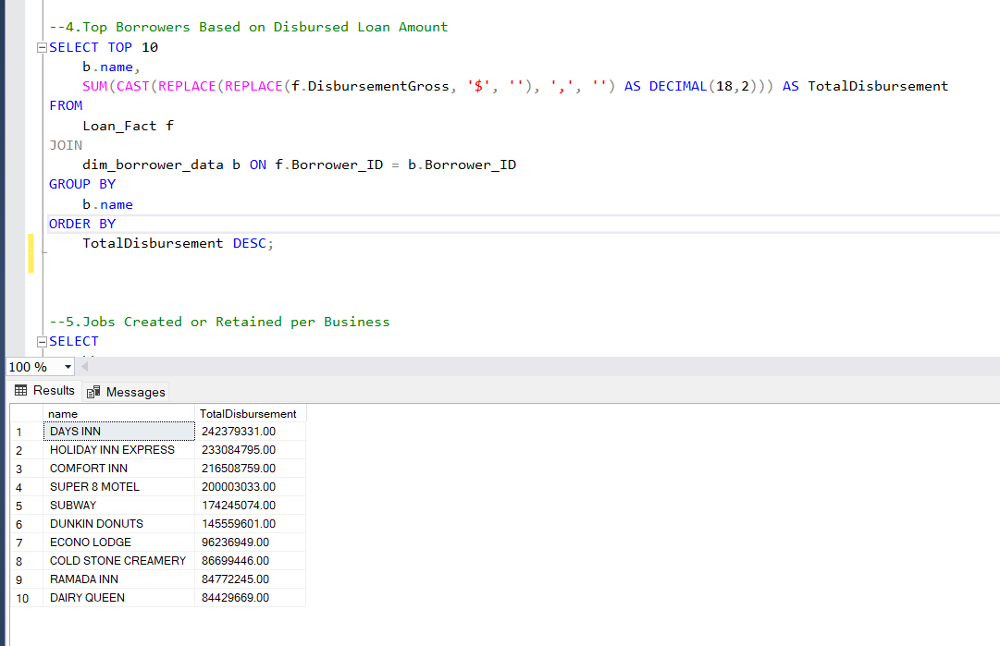 --4.Top Borrowers Based on Disbursed Loan Amount
SELECT TOP 10
b.name,
SUM(CAST(REPLACE(REPLACE(f.DisbursementGross, '$', ''), ',', '') AS DECIMAL(18,2))) AS TotalDisbursement
FROM
Loan_Fact f
JOIN
dim_borrower_data b ON f.Borrower_ID = b.Borrower_ID
GROUP BY
b.name
ORDER BY
TotalDisbursement DESC;
--5.Jobs Created or Retained per Business
SELECT
100 %
Results Messages
name TotalDisbursement
1 DAYS INN 242379331.00
2 HOLIDAY INN EXPRESS 233084795.00
3 COMFORT INN 216508759.00
4 SUPER 8 MOTEL 200003033.00
5 SUBWAY 174245074.00
6 DUNKIN DONUTS 145559601.00
7 ECONO LODGE 96236949.00
8 COLD STONE CREAMERY 86699446.00
9 RAMADA INN 84772245.00
10 DAIRY QUEEN 84429669.00